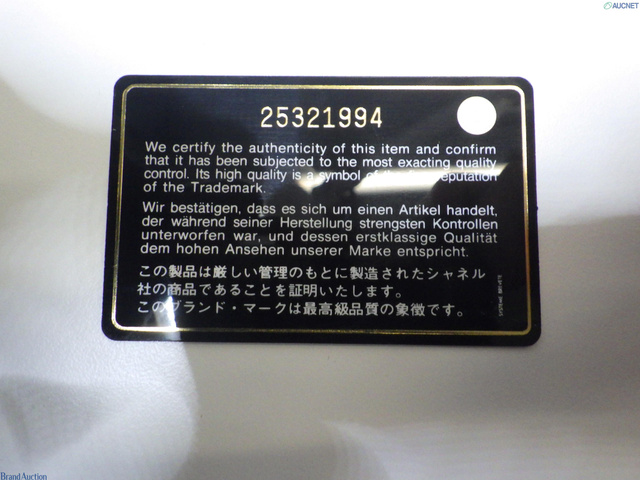 AUCNET
25321994
We certify the authenticity of this item and confirm
that it has been subjected to the most exacting quality
control. Its high quality is a symbol of the reputation
of the Trademark.
Wir bestätigen, dass es sich um einen Artikel handelt,
der während seiner Herstellung strengsten Kontrollen
unterworfen war, und dessen erstklassige Qualität
dem hohen Ansehen unserer Marke entspricht.
この製品は厳しい管理のもとに製造されたシャネル
社の商品であることを証明いたします。
このブランド・マークは最高級品質の象徴です。
BrandAuction